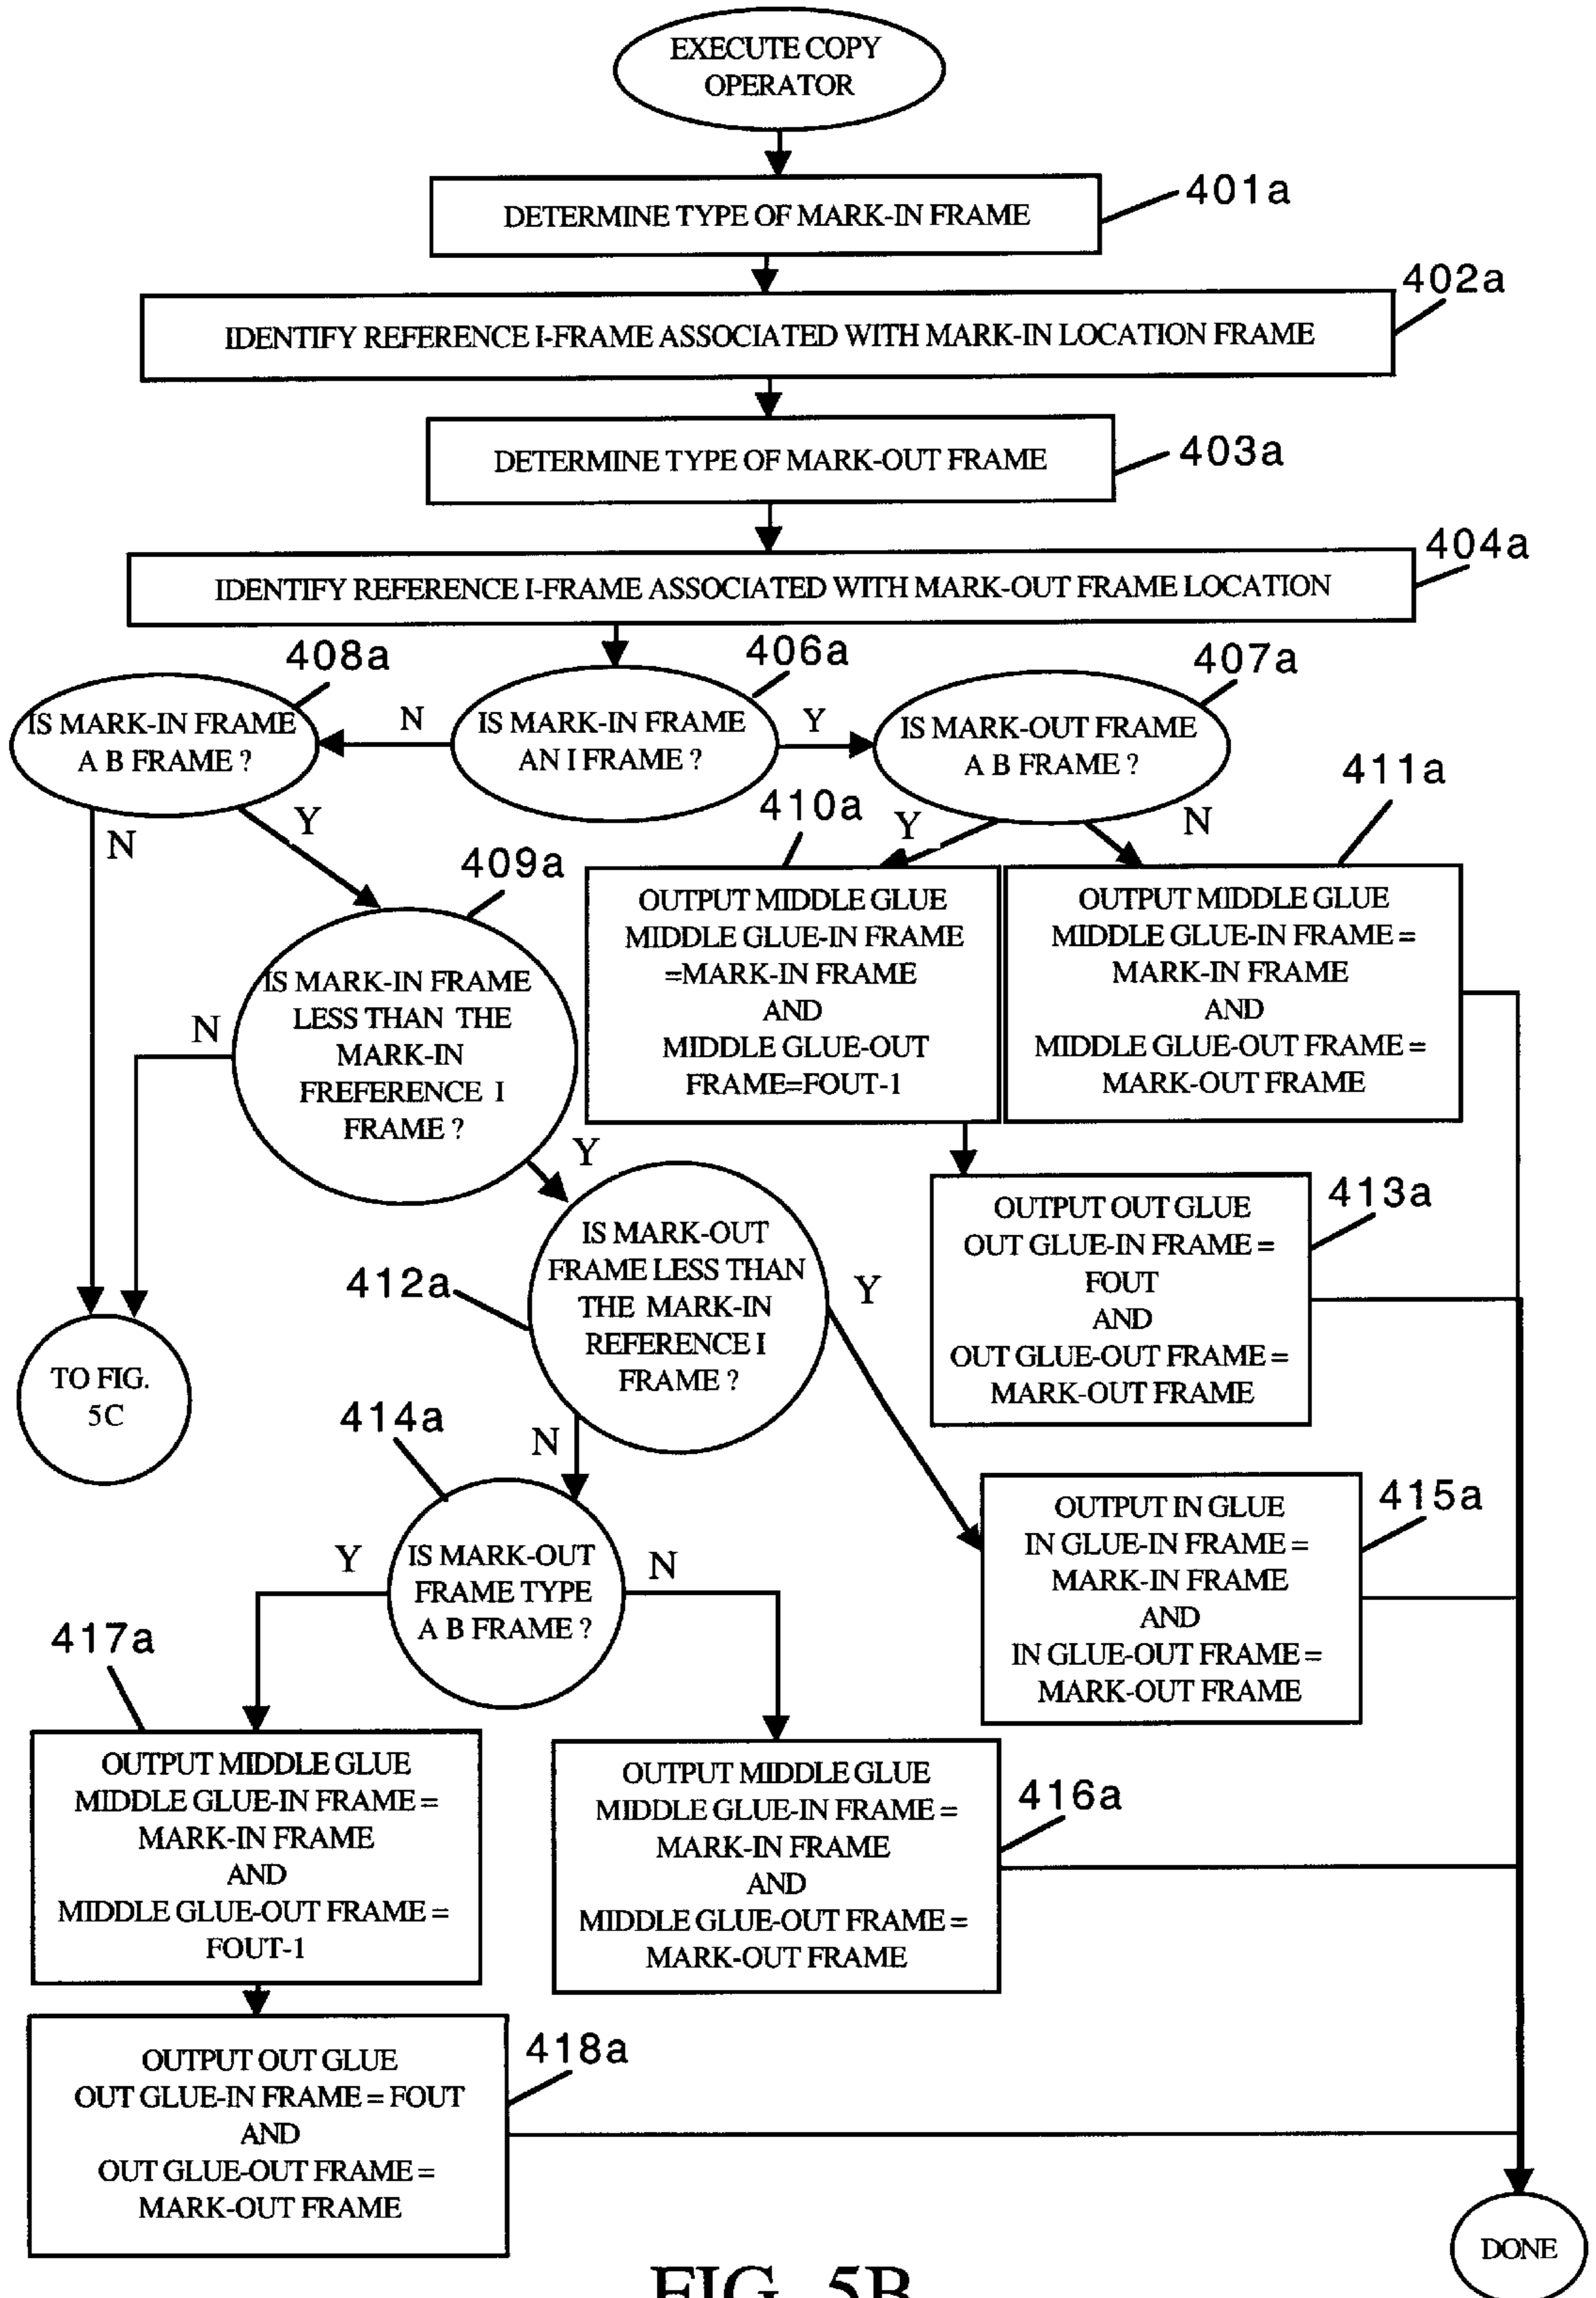 EXECUTE COPY
OPERATOR
DETERMINE TYPE OF MARK-IN FRAME
401a
IDENTIFY REFERENCE I-FRAME ASSOCIATED WITH MARK-IN LOCATION FRAME
402a
DETERMINE TYPE OF MARK-OUT FRAME
403a
IDENTIFY REFERENCE I-FRAME ASSOCIATED WITH MARK-OUT FRAME LOCATION
404a
408a
IS MARK-IN FRAME
A B FRAME ?
N
406a
IS MARK-IN FRAME
AN I FRAME ?
Y
407a
IS MARK-OUT FRAME
A B FRAME ?
N
Y
410a
Y
N
411a
409a
IS MARK-IN FRAME
LESS THAN THE
MARK-IN
FREFERENCE I
FRAME ?
N
Y
OUTPUT MIDDLE GLUE
MIDDLE GLUE-IN FRAME
=MARK-IN FRAME
AND
MIDDLE GLUE-OUT
FRAME=FOUT-1
OUTPUT MIDDLE GLUE
MIDDLE GLUE-IN FRAME =
MARK-IN FRAME
AND
MIDDLE GLUE-OUT FRAME =
MARK-OUT FRAME
412a
IS MARK-OUT
FRAME LESS THAN
THE MARK-IN
REFERENCE I
FRAME ?
Y
N
OUTPUT OUT GLUE
OUT GLUE-IN FRAME =
FOUT
AND
OUT GLUE-OUT FRAME =
MARK-OUT FRAME
413a
TO FIG.
5C
414a
IS MARK-OUT
FRAME TYPE
A B FRAME ?
Y
N
OUTPUT IN GLUE
IN GLUE-IN FRAME =
MARK-IN FRAME
AND
IN GLUE-OUT FRAME =
MARK-OUT FRAME
415a
417a
OUTPUT MIDDLE GLUE
MIDDLE GLUE-IN FRAME =
MARK-IN FRAME
AND
MIDDLE GLUE-OUT FRAME =
FOUT-1
OUTPUT MIDDLE GLUE
MIDDLE GLUE-IN FRAME =
MARK-IN FRAME
AND
MIDDLE GLUE-OUT FRAME =
MARK-OUT FRAME
416a
OUTPUT OUT GLUE
OUT GLUE-IN FRAME = FOUT
AND
OUT GLUE-OUT FRAME =
MARK-OUT FRAME
418a
DONE
FIG. 5B